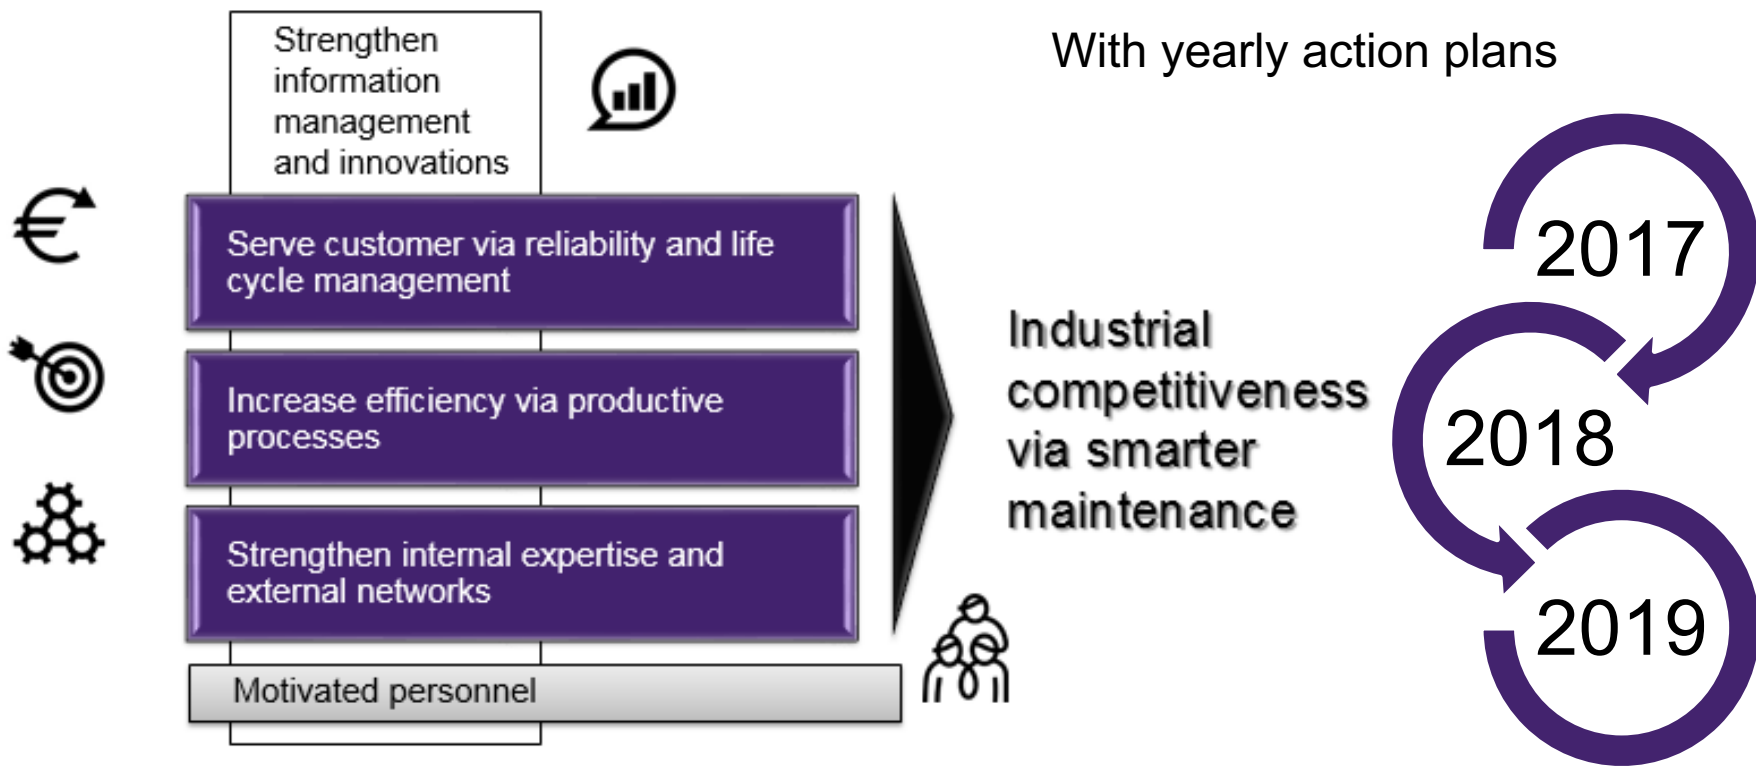 Strengthen
information
management
and innovations
With yearly action plans
Serve customer via reliability and life
cycle management
Increase efficiency via productive
processes
Strengthen internal expertise and
external networks
Motivated personnel
Industrial
competitiveness
via smarter
maintenance
2017
2018
2019